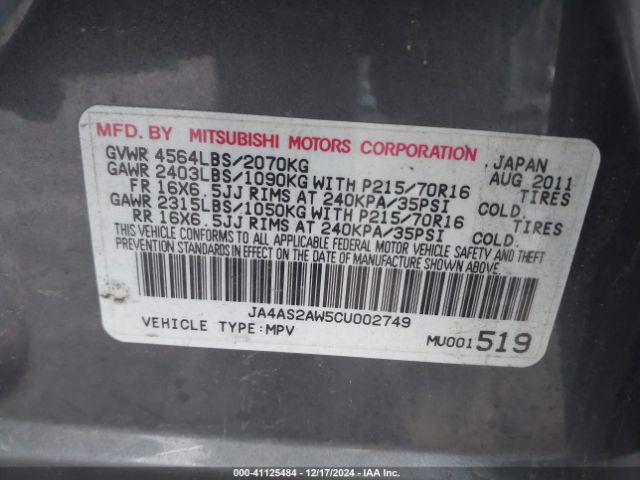 MFD. BY MITSUBISHI MOTORS CORPORATION
GVWR 4564LBS/2070KG JAPAN
GAWR 2403LBS/1090KG WITH P215/70R16 AUG 2011
FR 16X6.5JJ RIMS AT 240KPA/35PSI COLD. TIRES
GAWR 2315LBS/1050KG WITH P215/70R16 TIRES
RR 16X6.5JJ RIMS AT 240KPA/35PSI COLD.
THIS VEHICLE CONFORMS TO ALL APPLICABLE FEDERAL MOTOR VEHICLE SAFETY AND
THEFT PREVENTION STANDARDS IN EFFECT ON THE DATE OF MANUFACTURE SHOWN ABOVE.
JA4AS2AW5CU002749
VEHICLE TYPE:MPV MU001519
000-41125484 - 12/17/2024 - IAA Inc.